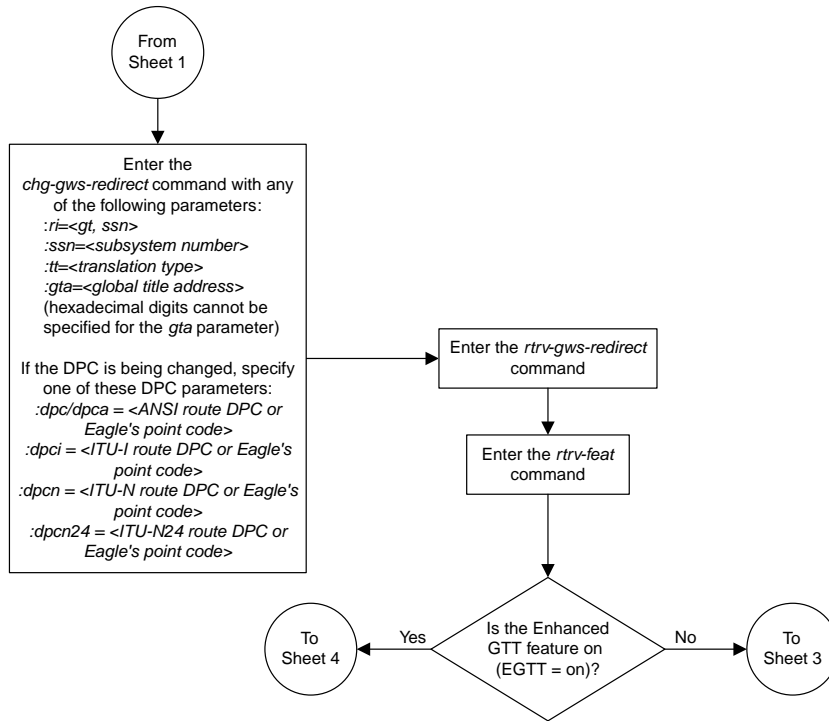 From
Sheet 1
Enter the
chg-gws-redirect command with any
of the following parameters:
:ri=<gt, ssn>
:ssn=<subsystem number>
:tt=<translation type>
:gta=<global title address>
(hexadecimal digits cannot be
specified for the gta parameter)
If the DPC is being changed, specify
one of these DPC parameters:
:dpc/dpca = <ANSI route DPC or
Eagle's point code>
:dpci = <ITU-I route DPC or Eagle's
point code>
:dpcn = <ITU-N route DPC or Eagle's
point code>
:dpcn24 = <ITU-N24 route DPC or
Eagle's point code>
Enter the rtrv-gws-redirect
command
Enter the rtrv-feat
command
Is the Enhanced
GTT feature on
(EGTT = on)?
Yes
To
Sheet 4
No
To
Sheet 3